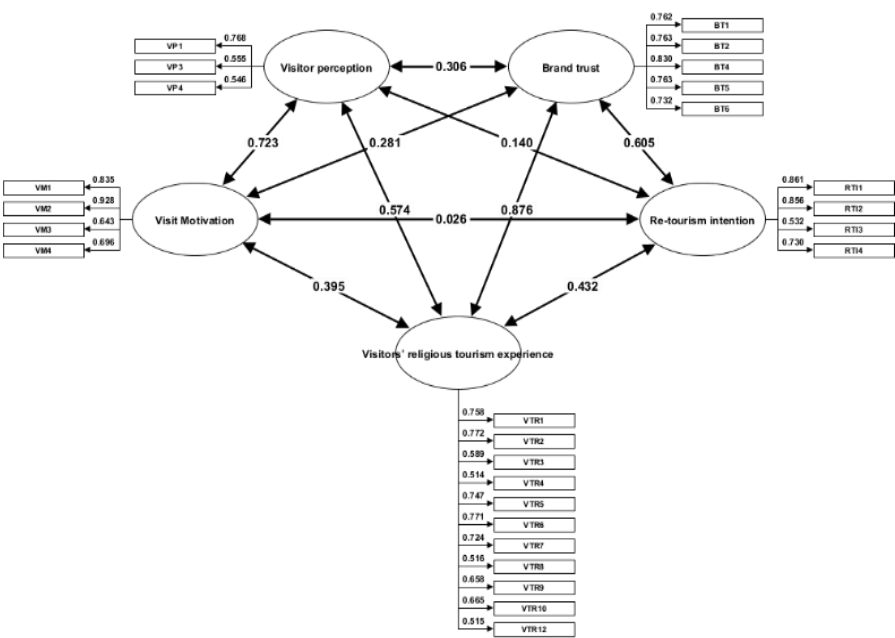 0.768
VP1
0.555
VP3
0.546
VP4
Visitor perception
0.306
Brand trust
0.762
BT1
0.763
BT2
0.830
BT4
0.763
BT5
0.732
BT6
0.723
0.281
0.140
0.605
0.835
VM1
0.928
VM2
0.643
VM3
0.696
VM4
Visit Motivation
0.574
0.026
0.876
Re-tourism intention
0.861
RTI1
0.856
RTI2
0.532
RTI3
0.730
RTI4
0.395
0.432
Visitors' religious tourism experience
0.758
VTR1
0.772
VTR2
0.589
VTR3
0.514
VTR4
0.747
VTR5
0.771
VTR6
0.724
VTR7
0.516
VTR8
0.658
VTR9
0.665
VTR10
0.515
VTR12